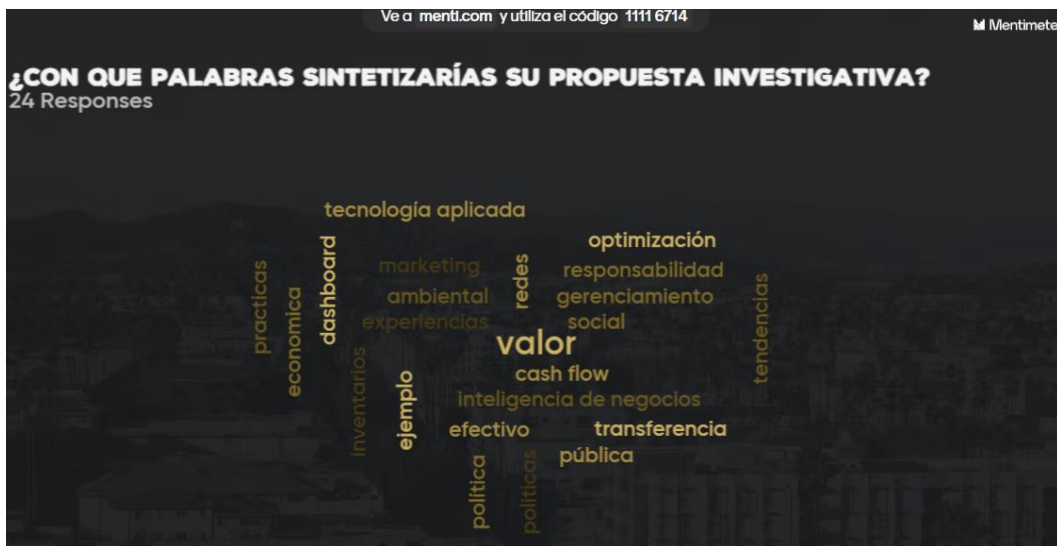 Ve a menti.com y utiliza el código 1111 6714
Mentimete
¿CON QUE PALABRAS SINTETIZARÍAS SU PROPUESTA INVESTIGATIVA?
24 Responses
tecnología aplicada
optimización
marketing
responsabilidad
ambiental
gerenciamiento
experiencias
social
redes
dashboard
practicas
economica
tendencias
valor
cash flow
inteligencia de negocios
inventarios
ejemplo
efectivo
transferencia
pública
política
politicas